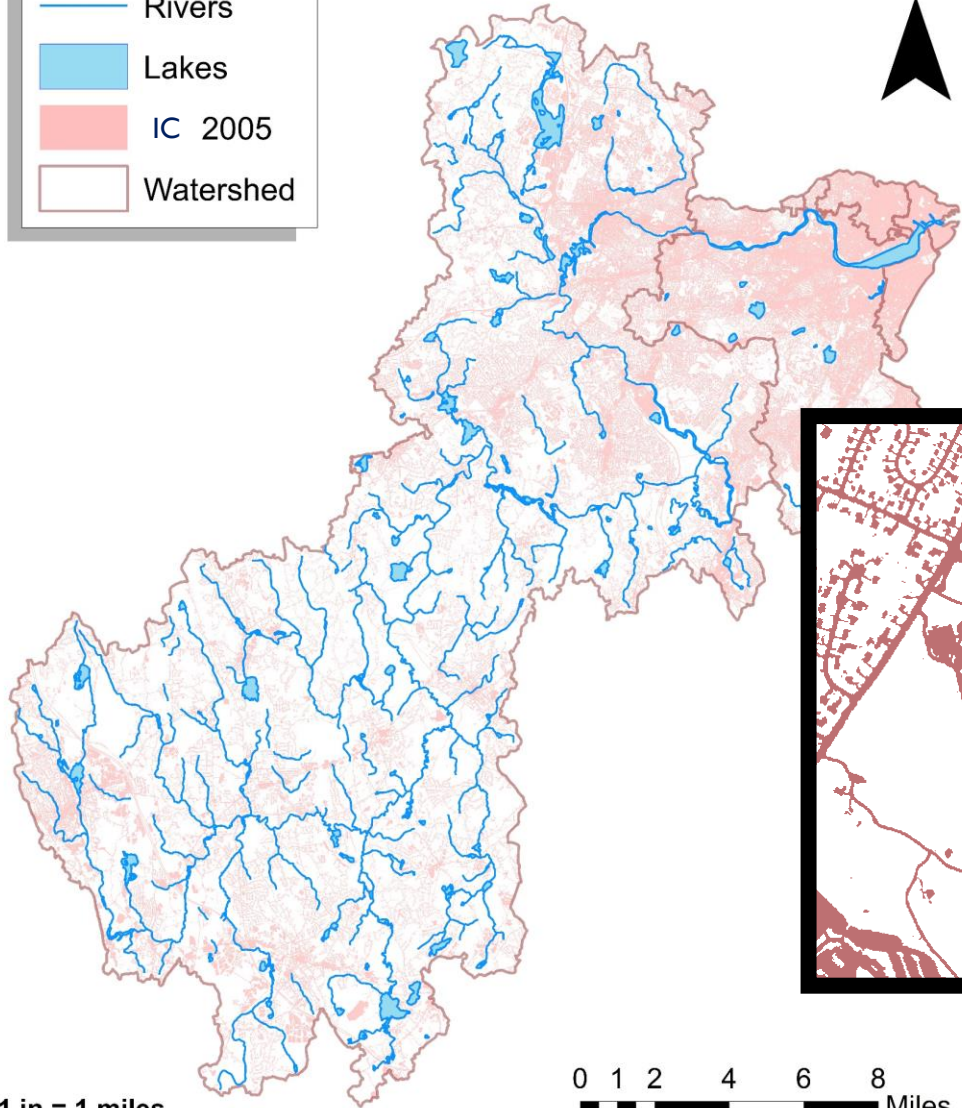 Rivers
Lakes
IC 2005
Watershed
0 1 2 4 6 8
Miles
1 in = 1 miles